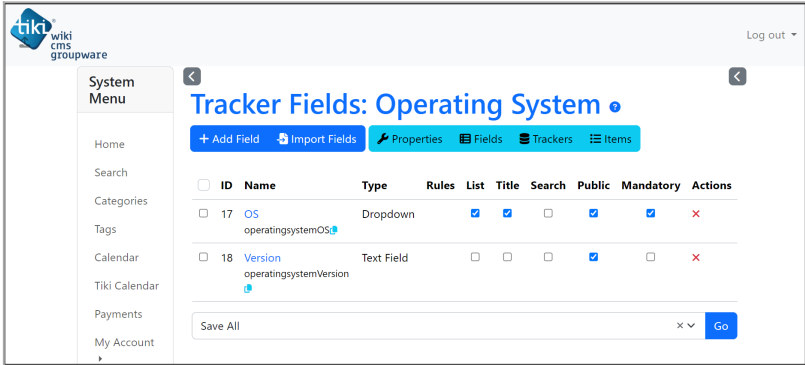 tiki wiki
cms
groupware
Log out
System
Menu
Home
Search
Categories
Tags
Calendar
Tiki Calendar
Payments
My Account
Tracker Fields: Operating System
+ Add Field Import Fields Properties Fields Trackers Items
ID Name Type Rules List Title Search Public Mandatory Actions
17 OS Dropdown
operatingsystemOS
18 Version Text Field
operatingsystemVersion
Save All Go